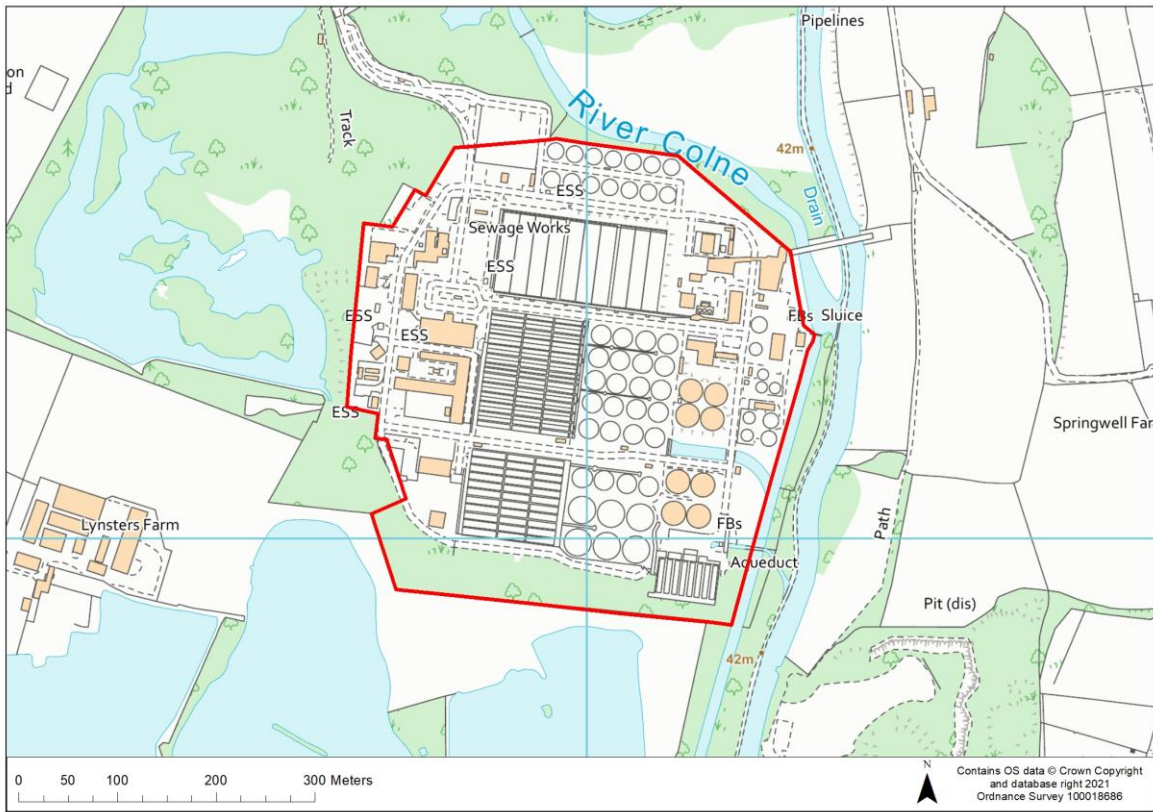 Pipelines
on
d
Track
River Colne
42m
Drain
ESS
Sewage Works
ESS
ESS
ESS
FBs Sluice
ESS
Springwell Far
Lynsters Farm
FBs
Path
Aqueduct
Pit (dis)
42m
0 50 100 200 300 Meters
N
Contains OS data © Crown Copyright
and database right 2021
Ordnance Survey 100018686